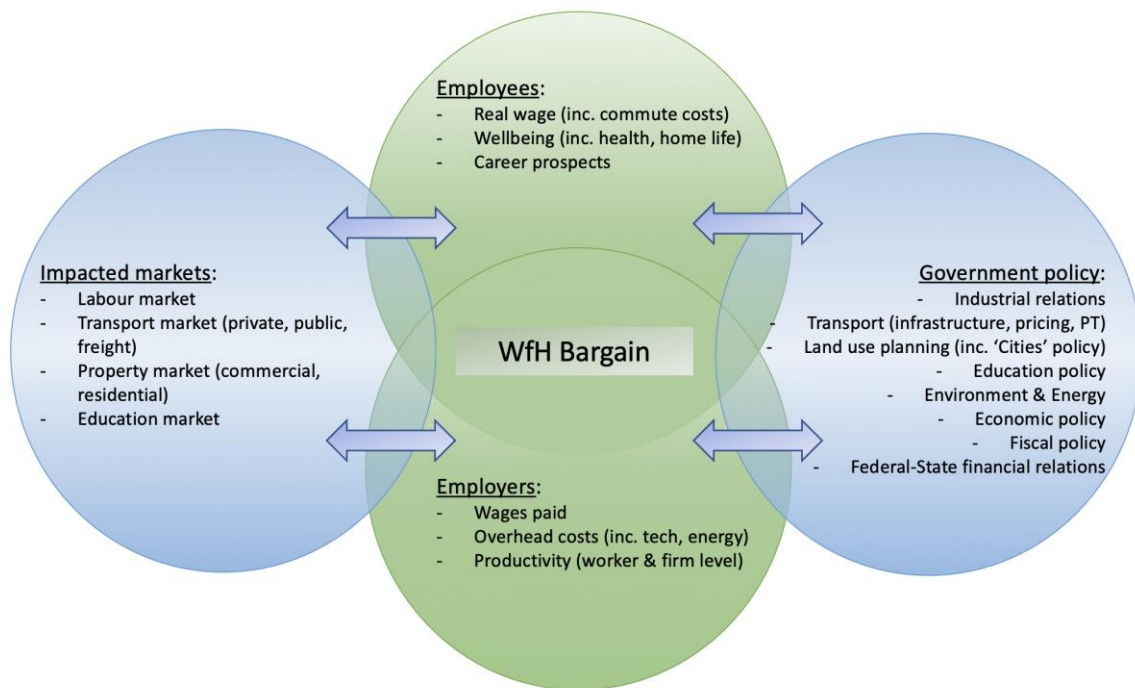 Employees:
- Real wage (inc. commute costs)
- Wellbeing (inc. health, home life)
- Career prospects
Impacted markets:
- Labour market
- Transport market (private, public,
freight)
- Property market (commercial,
residential)
- Education market
WfH Bargain
Government policy:
- Industrial relations
- Transport (infrastructure, pricing, PT)
- Land use planning (inc. ‘Cities’ policy)
- Education policy
- Environment & Energy
- Economic policy
- Fiscal policy
- Federal-State financial relations
Employers:
- Wages paid
- Overhead costs (inc. tech, energy)
- Productivity (worker & firm level)